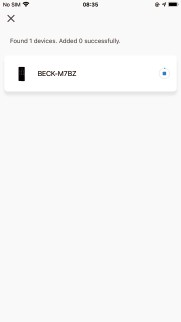 No SIM 08:35
Found 1 devices. Added 0 successfully.
BECK-M7BZ